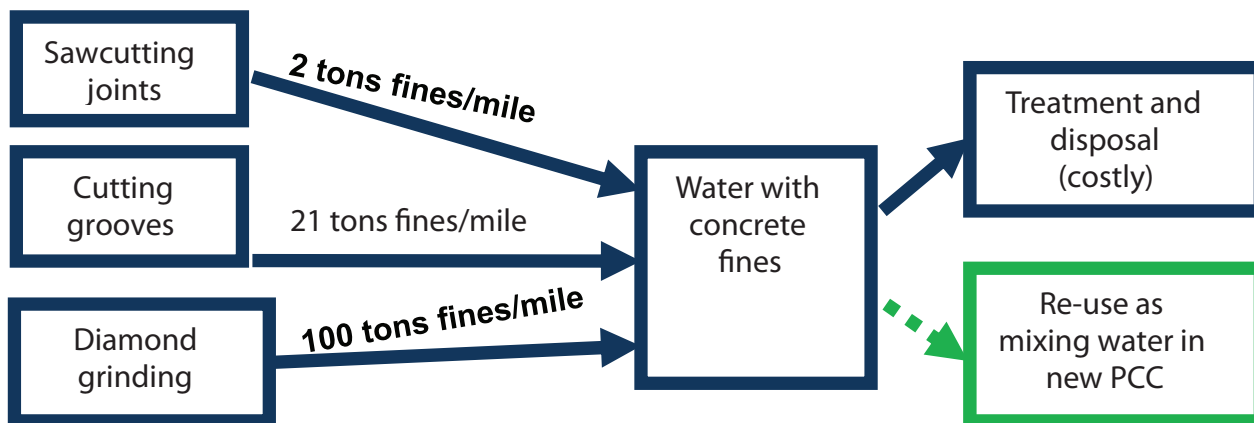 Sawcutting
joints
2 tons fines/mile
Cutting
grooves
21 tons fines/mile
Diamond
grinding
100 tons fines/mile
Water with
concrete
fines
Treatment and
disposal
(costly)
Re-use as
mixing water in
new PCC